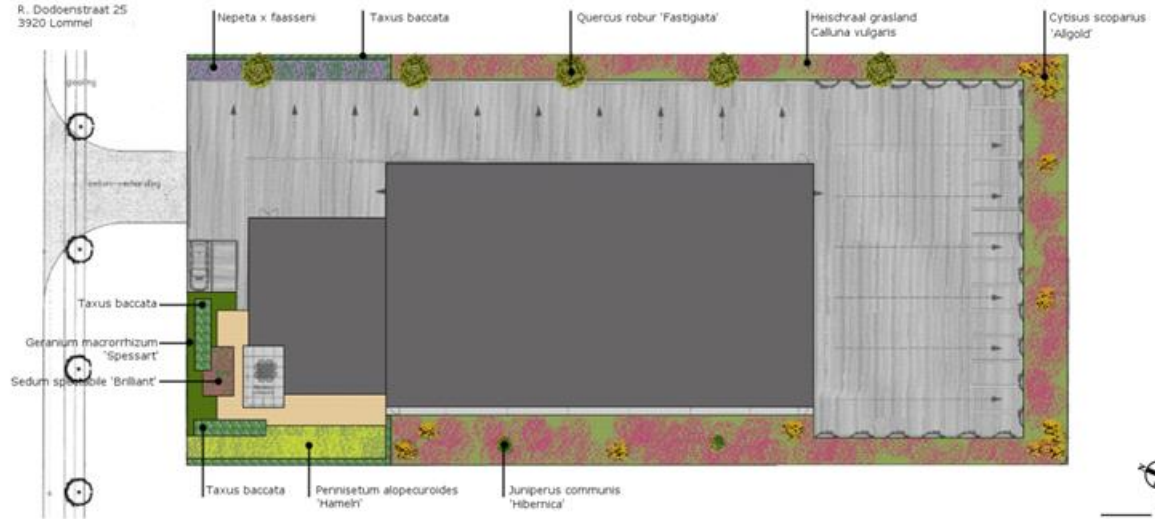 R. Dodoenstraat 25
3920 Lommel
Nepeta x faasseni
Taxus baccata
Quercus robur 'Fastigiata'
Heischraal grasland
Calluna vulgaris
Cytisus scoparius
'Allgold'
Taxus baccata
Geranium macrorrhizum
'Spessart'
Sedum spectabile 'Brilliant'
Taxus baccata
Pennisetum alopecuroides
'Hameln'
Juniperus communis
'Hibernica'
N